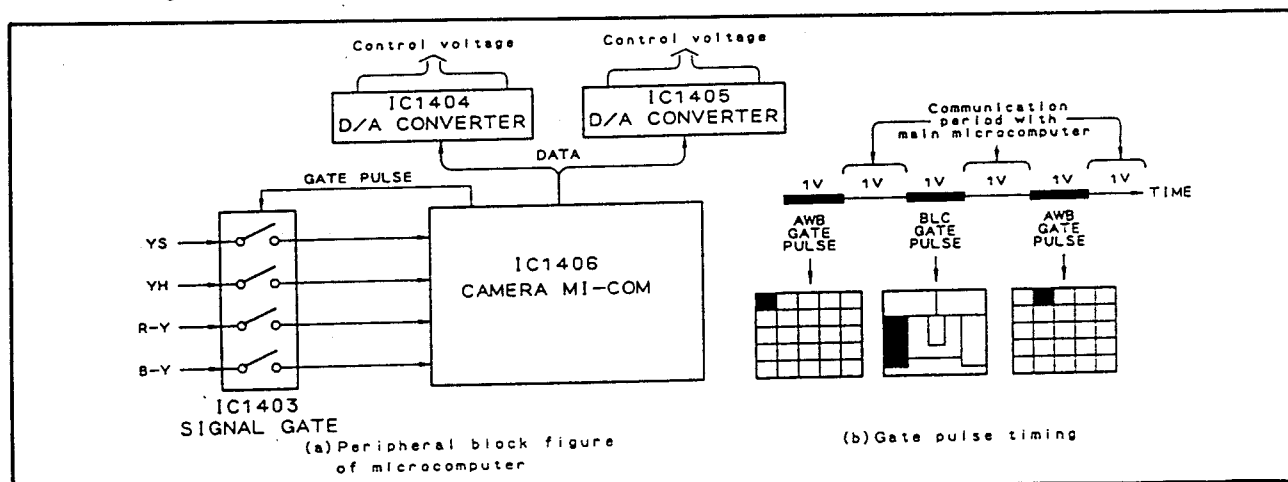 Control voltage
Control voltage
IC1404
D/A CONVERTER
IC1405
D/A CONVERTER
DATA
GATE PULSE
YS
YH
R-Y
B-Y
IC1406
CAMERA MI-COM
IC1403
SIGNAL GATE
(a)Peripheral block figure
of microcomputer
Communication
period with
main microcomputer
1V 1V 1V 1V 1V 1V
TIME
AWB
GATE
PULSE
BLC
GATE
PULSE
AWB
GATE
PULSE
(b)Gate pulse timing